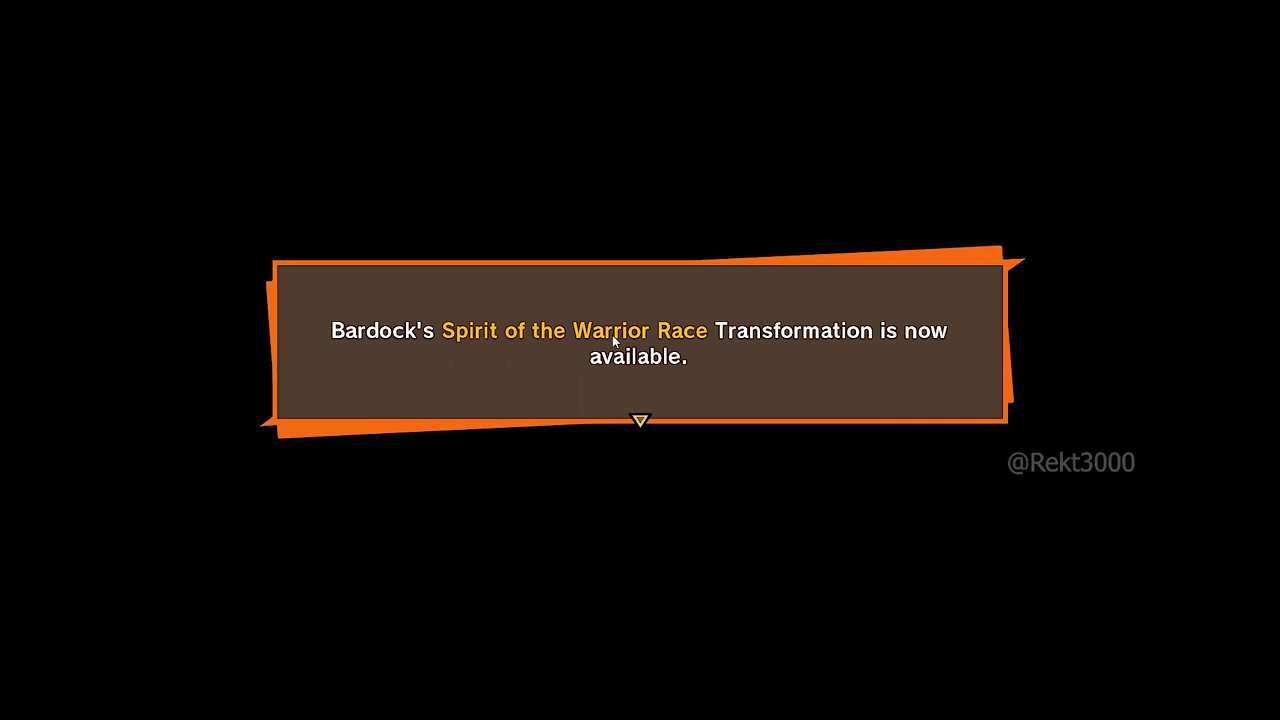 Bardock's Spirit of the Warrior Race Transformation is now
available.
@Rekt3000